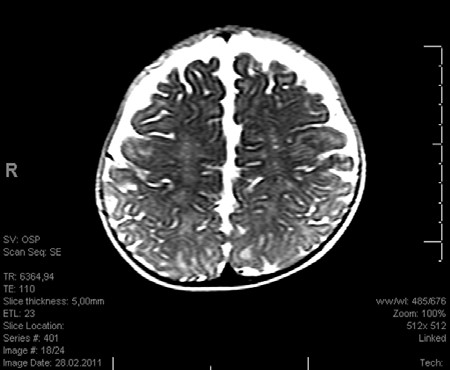 R
SV: OSP
Scan Seq: SE
TR: 6364,94
TE: 110
Slice thickness: 5,00mm
ETL: 23
Slice Location:
Series #: 401
Image #: 18/24
Image Date: 28.02.2011
ww/wl: 485/676
Zoom: 100%
512x 512
Linked
Tech: